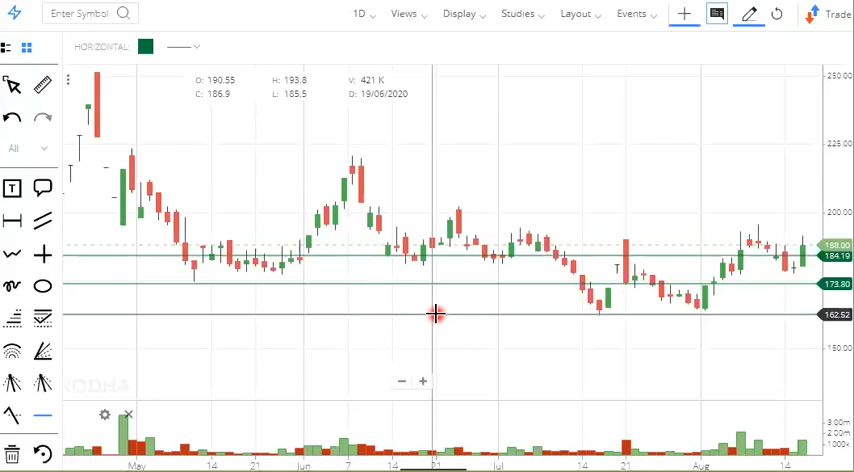 Enter Symbol 1D Views Display Studies Layout Events Trade
HORIZONTAL:
O: 190.55 H: 193.8 V: 421 K
C: 186.9 L: 185.5 D: 19/06/2020
250.00
225.00
All
T
200.00
188.00
184.19
173.80
162.52
150.00
3.00m
2.00m
1000k
May 14 21 Jun 7 14 21 Jul 14 21 Aug 14